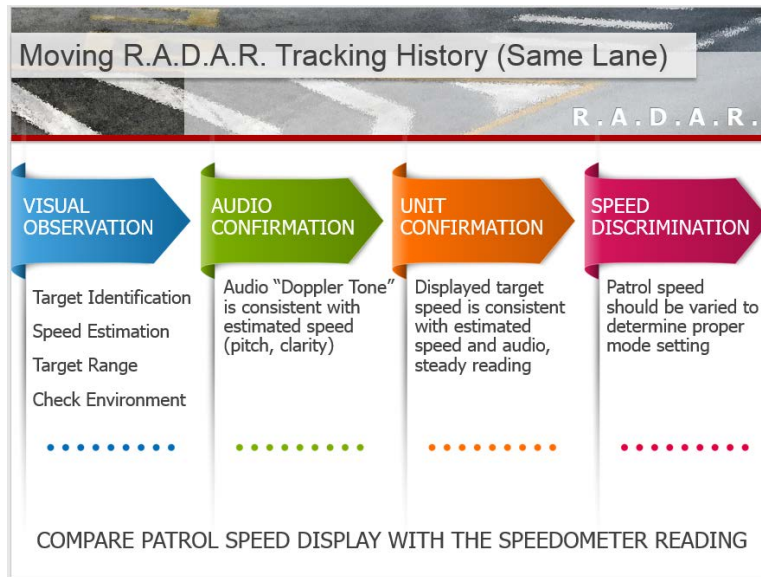 Moving R.A.D.A.R. Tracking History (Same Lane)
R.A.D.A.R.
VISUAL
OBSERVATION
Target Identification
Speed Estimation
Target Range
Check Environment
AUDIO
CONFIRMATION
Audio “Doppler Tone”
is consistent with
estimated speed
(pitch, clarity)
UNIT
CONFIRMATION
Displayed target
speed is consistent
with estimated
speed and audio,
steady reading
SPEED
DISCRIMINATION
Patrol speed
should be varied to
determine proper
mode setting
COMPARE PATROL SPEED DISPLAY WITH THE SPEEDOMETER READING